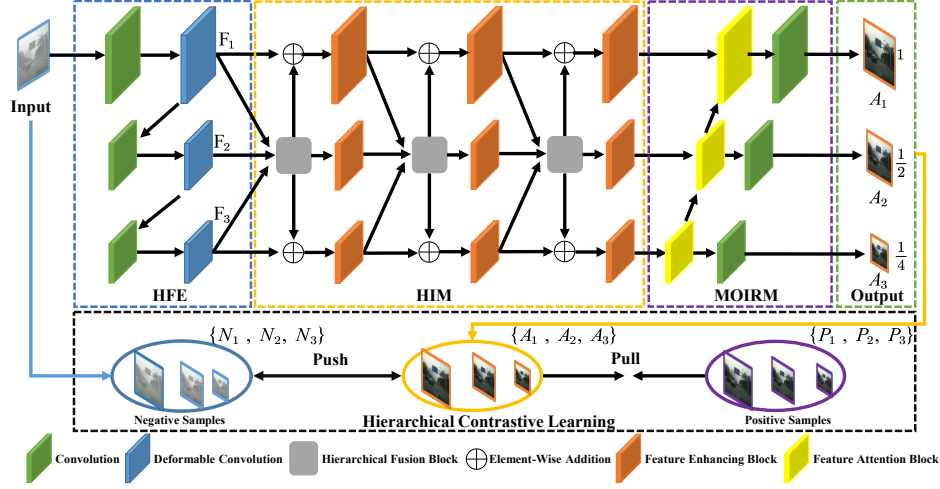 Input
F1
F2
F3
1
A1
1/2
A2
1/4
A3
HFE
HIM
MOIRM
Output
{N1 , N2, N3}
{A1 , A2, A3}
{P1 , P2, P3}
Push
Pull
Negative Samples
Hierarchical Contrastive Learning
Positive Samples
Convolution
Deformable Convolution
Hierarchical Fusion Block
Element-Wise Addition
Feature Enhancing Block
Feature Attention Block